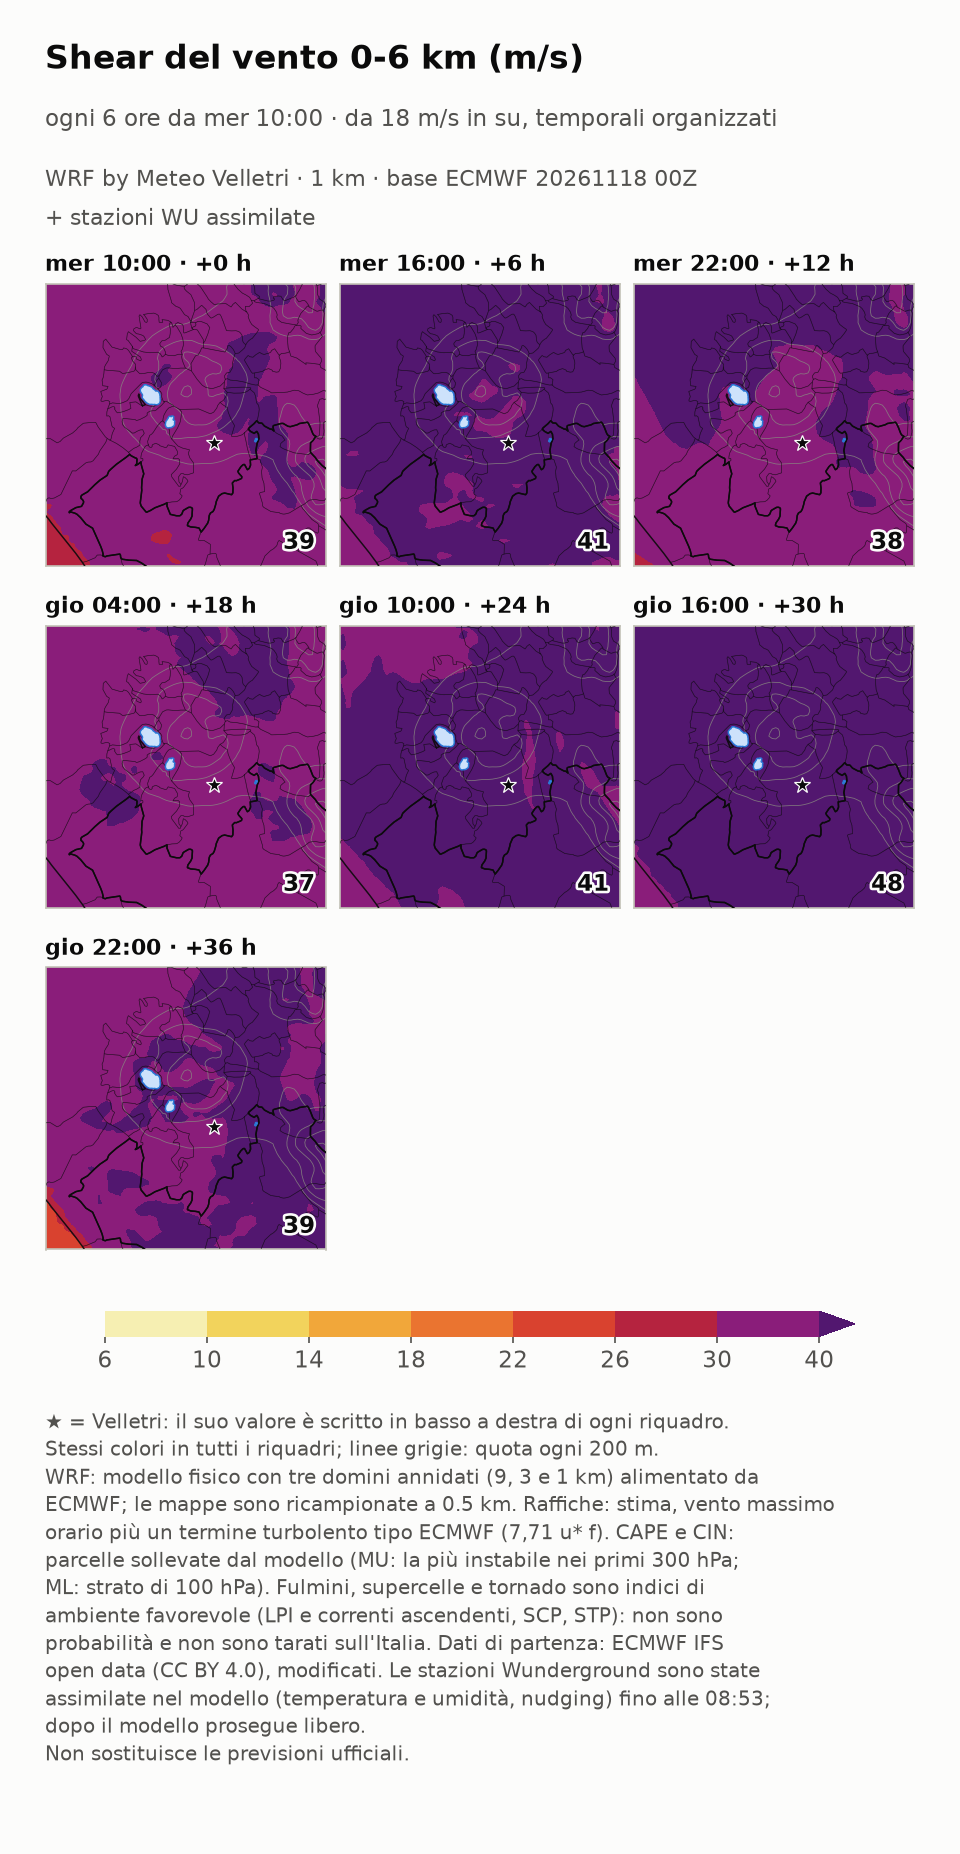 Shear del vento 0-6 km (m/s)
ogni 6 ore da mer 10:00 · da 18 m/s in su, temporali organizzati
WRF by Meteo Velletri · 1 km · base ECMWF 20261118 00Z
+ stazioni WU assimilate
mer 10:00 · +0 h
mer 16:00 · +6 h
mer 22:00 · +12 h
39
41
38
gio 04:00 · +18 h
gio 10:00 · +24 h
gio 16:00 · +30 h
37
41
48
gio 22:00 · +36 h
39
6 10 14 18 22 26 30 40
★ = Velletri: il suo valore è scritto in basso a destra di ogni riquadro.
Stessi colori in tutti i riquadri; linee grigie: quota ogni 200 m.
WRF: modello fisico con tre domini annidati (9, 3 e 1 km) alimentato da
ECMWF; le mappe sono ricampionate a 0.5 km. Raffiche: stima, vento massimo
orario più un termine turbolento tipo ECMWF (7,71 u* f). CAPE e CIN:
parcelle sollevate dal modello (MU: la più instabile nei primi 300 hPa;
ML: strato di 100 hPa). Fulmini, supercelle e tornado sono indici di
ambiente favorevole (LPI e correnti ascendenti, SCP, STP): non sono
probabilità e non sono tarati sull'Italia. Dati di partenza: ECMWF IFS
open data (CC BY 4.0), modificati. Le stazioni Wunderground sono state
assimilate nel modello (temperatura e umidità, nudging) fino alle 08:53;
dopo il modello prosegue libero.
Non sostituisce le previsioni ufficiali.